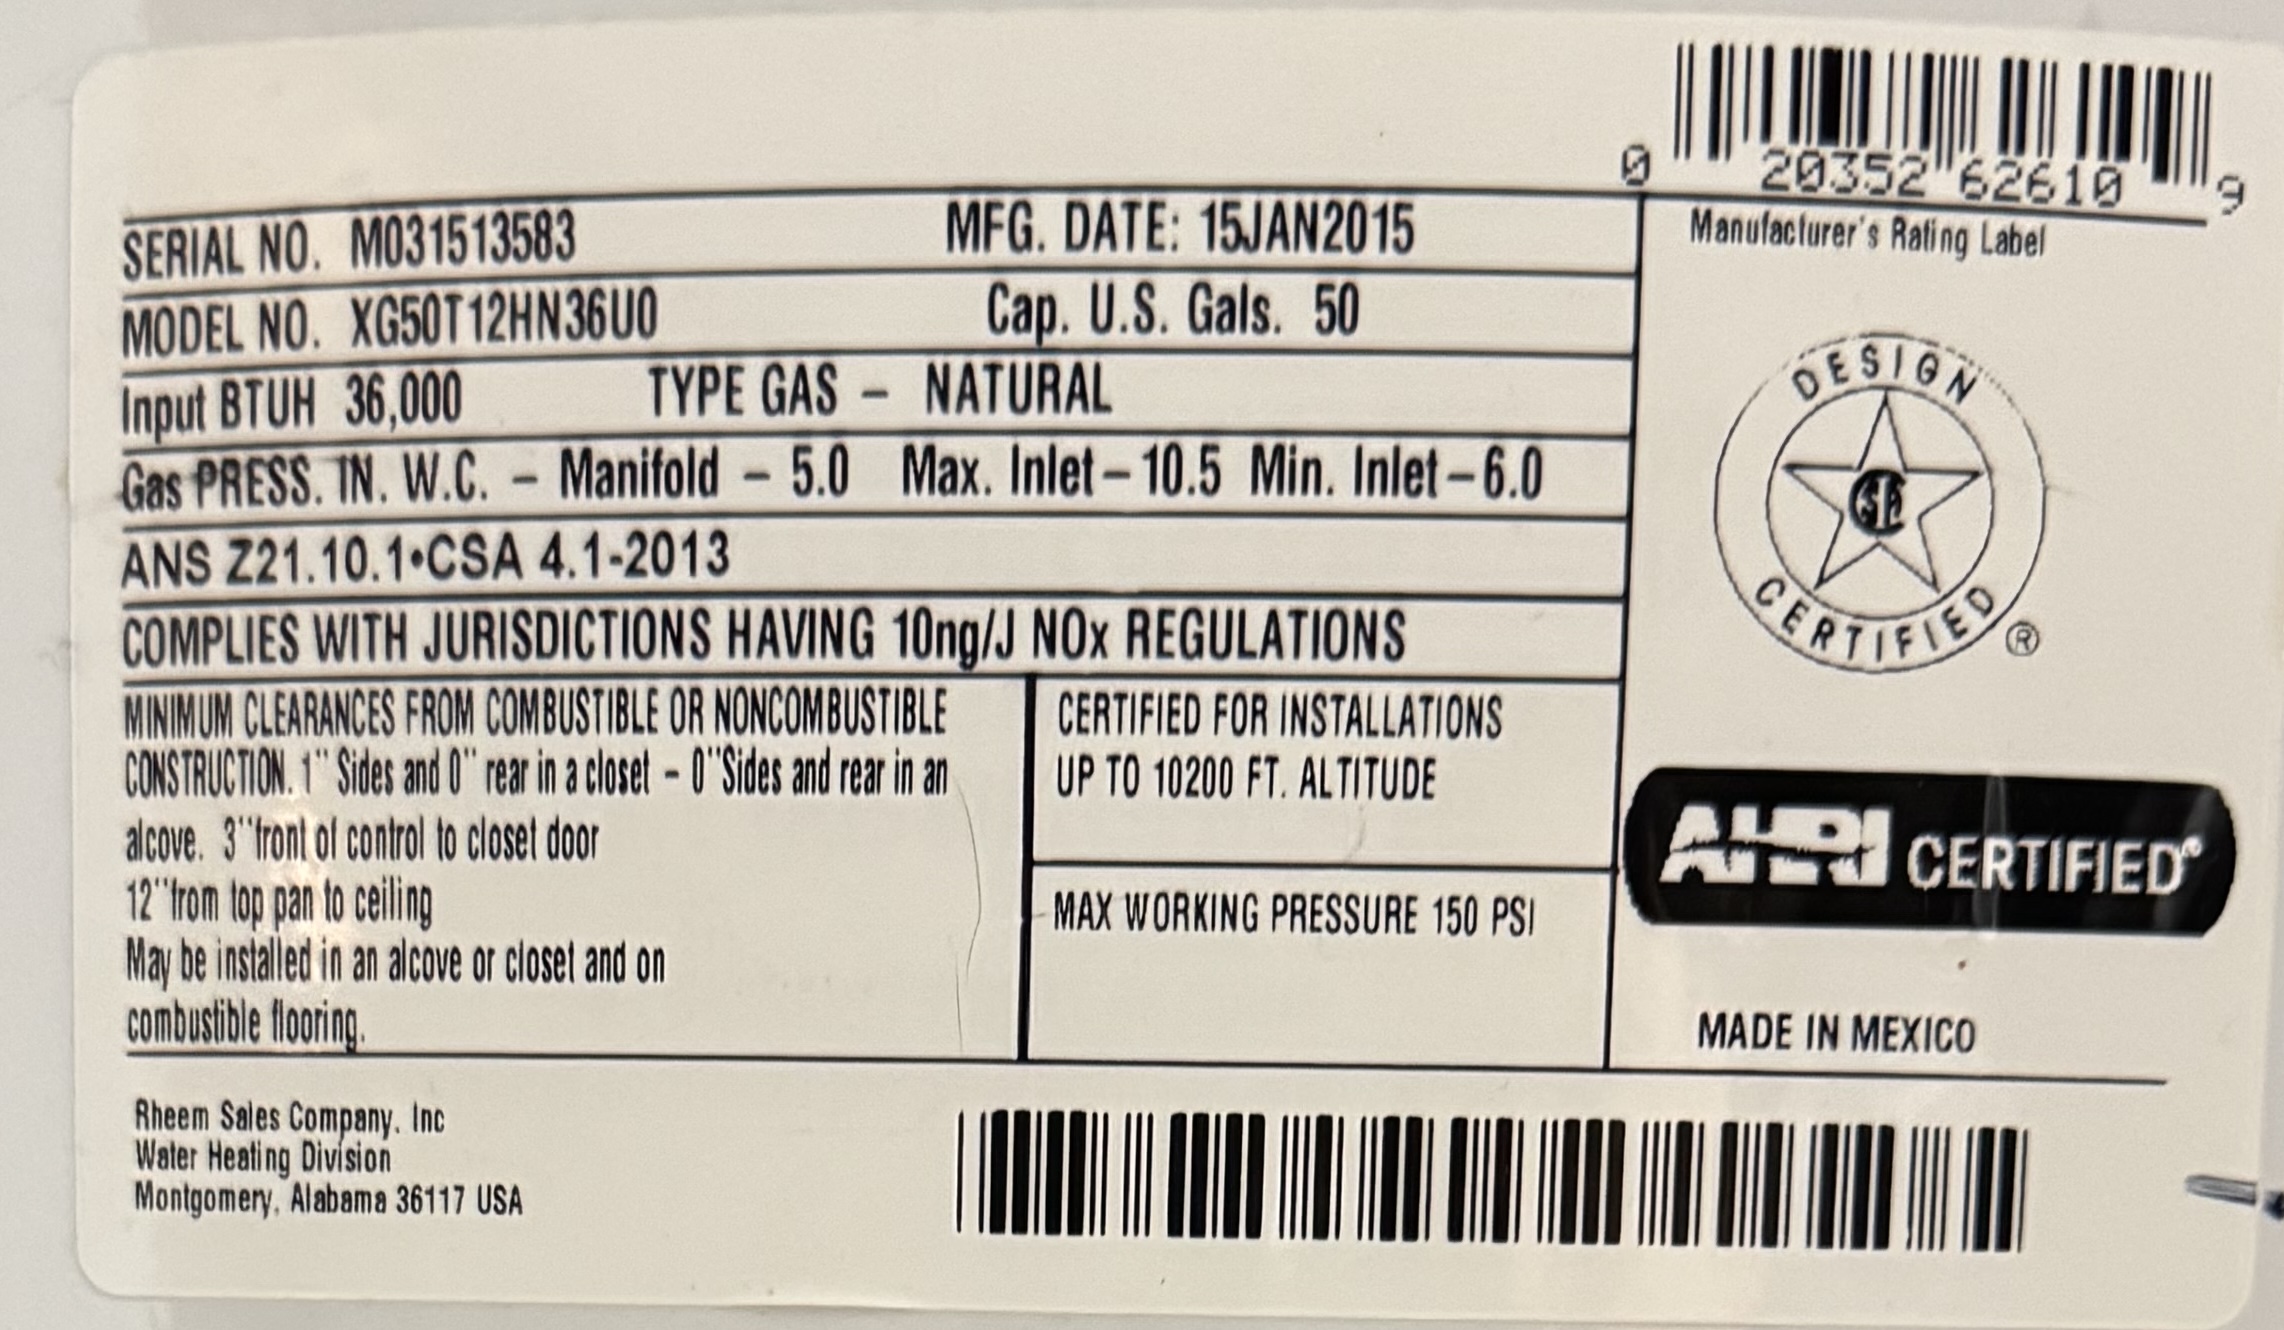 0 20352 62610 9
Manufacturer's Rating Label
SERIAL NO. M031513583 MFG. DATE: 15JAN2015
MODEL NO. XG50T12HN36U0 Cap. U.S. Gals. 50
Input BTUH 36,000 TYPE GAS – NATURAL
Gas PRESS. IN. W.C. – Manifold – 5.0 Max. Inlet – 10.5 Min. Inlet – 6.0
ANS Z21.10.1•CSA 4.1-2013
COMPLIES WITH JURISDICTIONS HAVING 10ng/J NOx REGULATIONS
MINIMUM CLEARANCES FROM COMBUSTIBLE OR NONCOMBUSTIBLE
CONSTRUCTION. 1" Sides and 0" rear in a closet – 0"Sides and rear in an
alcove. 3"front of control to closet door
12"from top pan to ceiling
May be installed in an alcove or closet and on
combustible flooring.
CERTIFIED FOR INSTALLATIONS
UP TO 10200 FT. ALTITUDE
MAX WORKING PRESSURE 150 PSI
DESIGN
CSA
CERTIFIED ®
AHRI CERTIFIED®
MADE IN MEXICO
Rheem Sales Company, Inc
Water Heating Division
Montgomery, Alabama 36117 USA